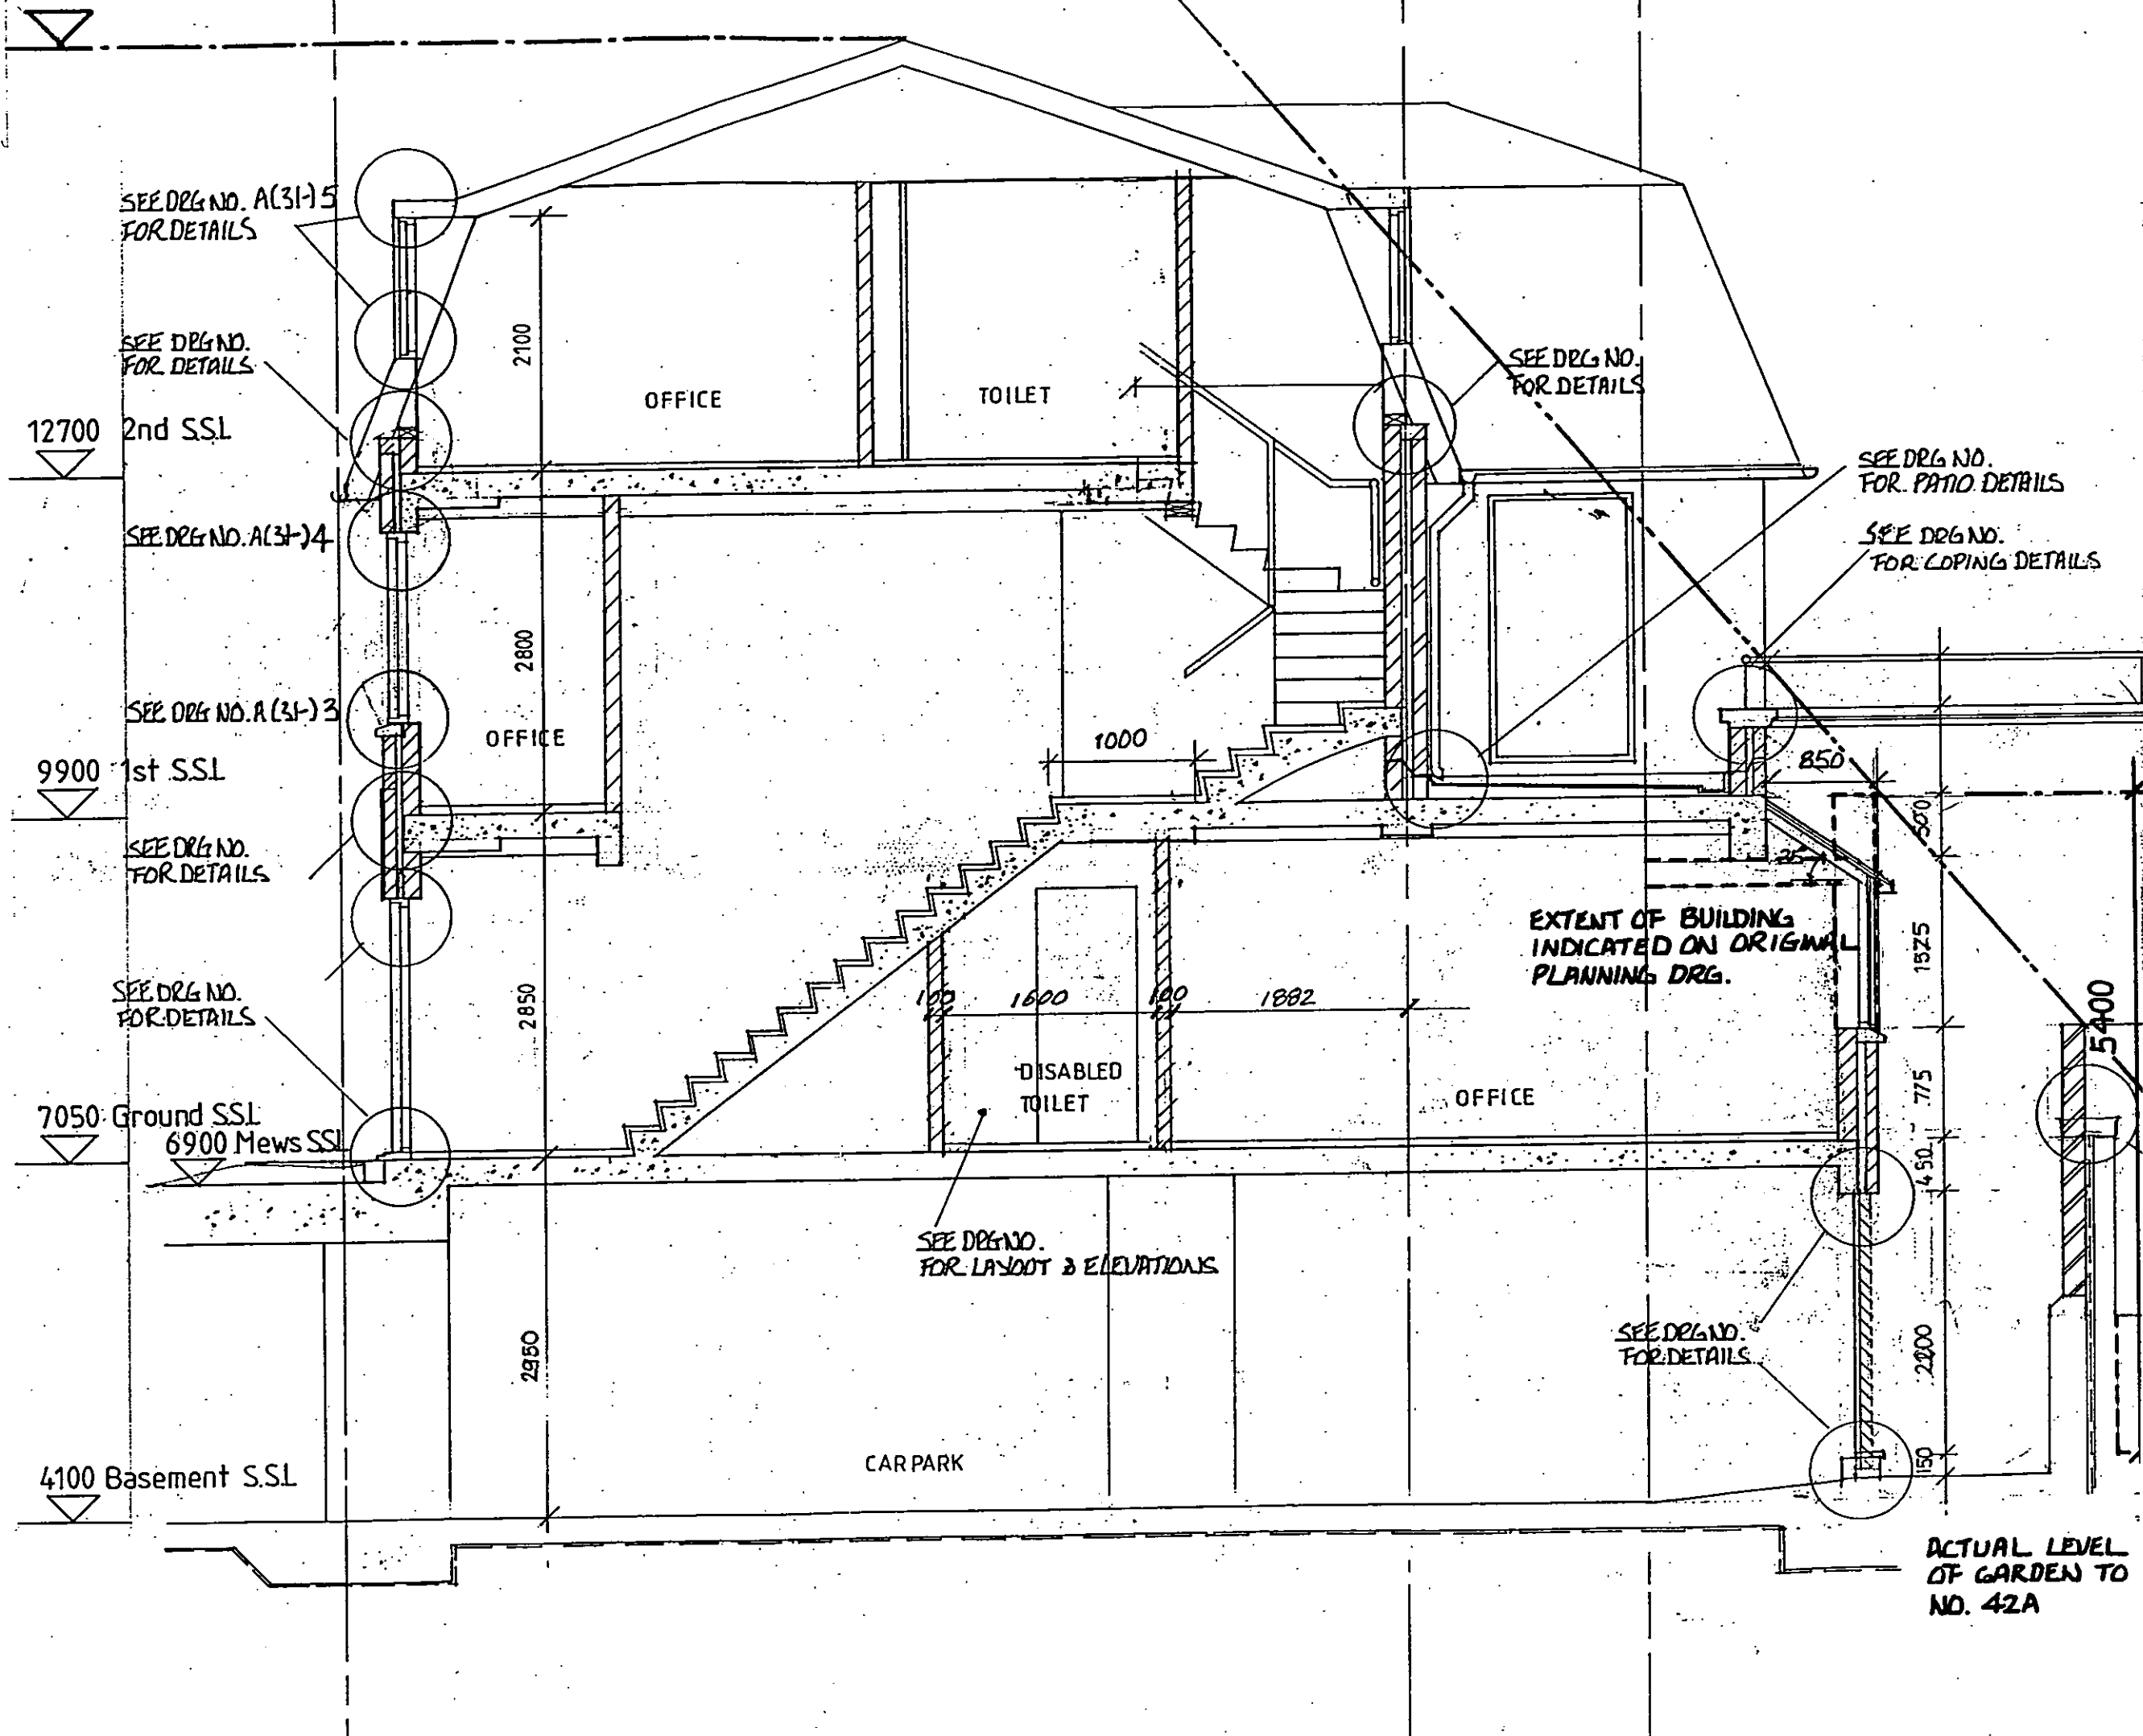 SEE DRG NO. A(31-)5
FOR DETAILS
SEE DRG NO.
FOR DETAILS
12700 2nd S.S.L
SEE DRG NO. A(31-)4
SEE DRG NO. A(31-)3
9900 1st S.S.L
SEE DRG NO.
FOR DETAILS
SEE DRG NO.
FOR DETAILS
7050 Ground S.S.L
6900 Mews SSL
4100 Basement S.S.L
2100
OFFICE
TOILET
2800
OFFICE
1000
2850
100
1600
100
1882
DISABLED
TOILET
OFFICE
SEE DRG NO.
FOR LAYOUT & ELEVATIONS
2950
CAR PARK
SEE DRG NO.
FOR DETAILS
SEE DRG NO.
FOR PATIO DETAILS
SEE DRG NO.
FOR COPING DETAILS
850
500
EXTENT OF BUILDING
INDICATED ON ORIGINAL
PLANNING DRG.
1525
5400
775
450
SEE DRG NO.
FOR DETAILS
150
ACTUAL LEVEL
OF GARDEN TO
NO. 42A